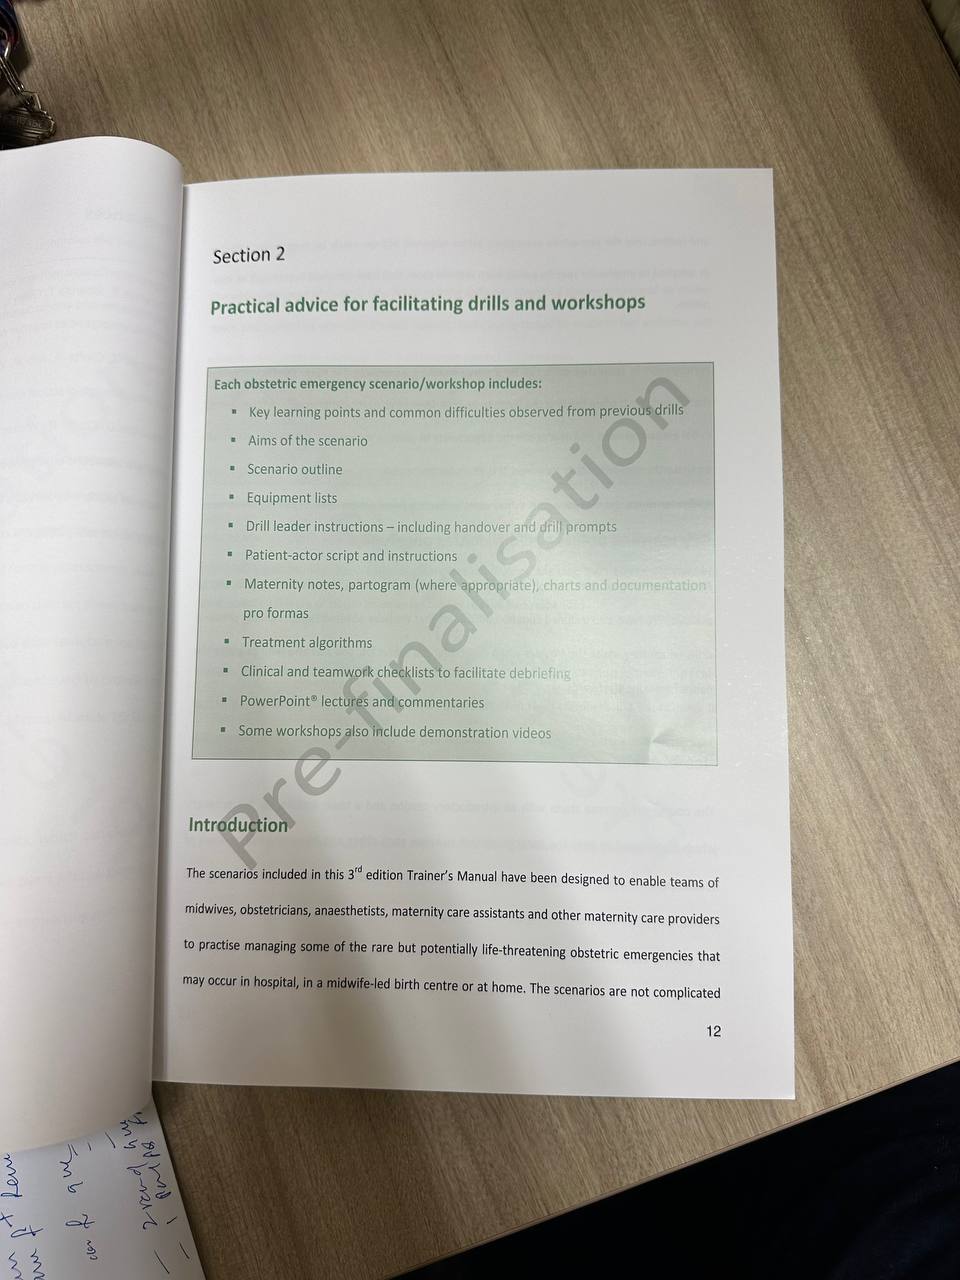 Section 2
Practical advice for facilitating drills and workshops
Each obstetric emergency scenario/workshop includes:
▪ Key learning points and common difficulties observed from previous drills
▪ Aims of the scenario
▪ Scenario outline
▪ Equipment lists
▪ Drill leader instructions – including handover and drill prompts
▪ Patient-actor script and instructions
▪ Maternity notes, partogram (where appropriate), charts and documentation
pro formas
▪ Treatment algorithms
▪ Clinical and teamwork checklists to facilitate debriefing
▪ PowerPoint® lectures and commentaries
▪ Some workshops also include demonstration videos
Pre-finalisation
Introduction
The scenarios included in this 3rd edition Trainer's Manual have been designed to enable teams of
midwives, obstetricians, anaesthetists, maternity care assistants and other maternity care providers
to practise managing some of the rare but potentially life-threatening obstetric emergencies that
may occur in hospital, in a midwife-led birth centre or at home. The scenarios are not complicated
12